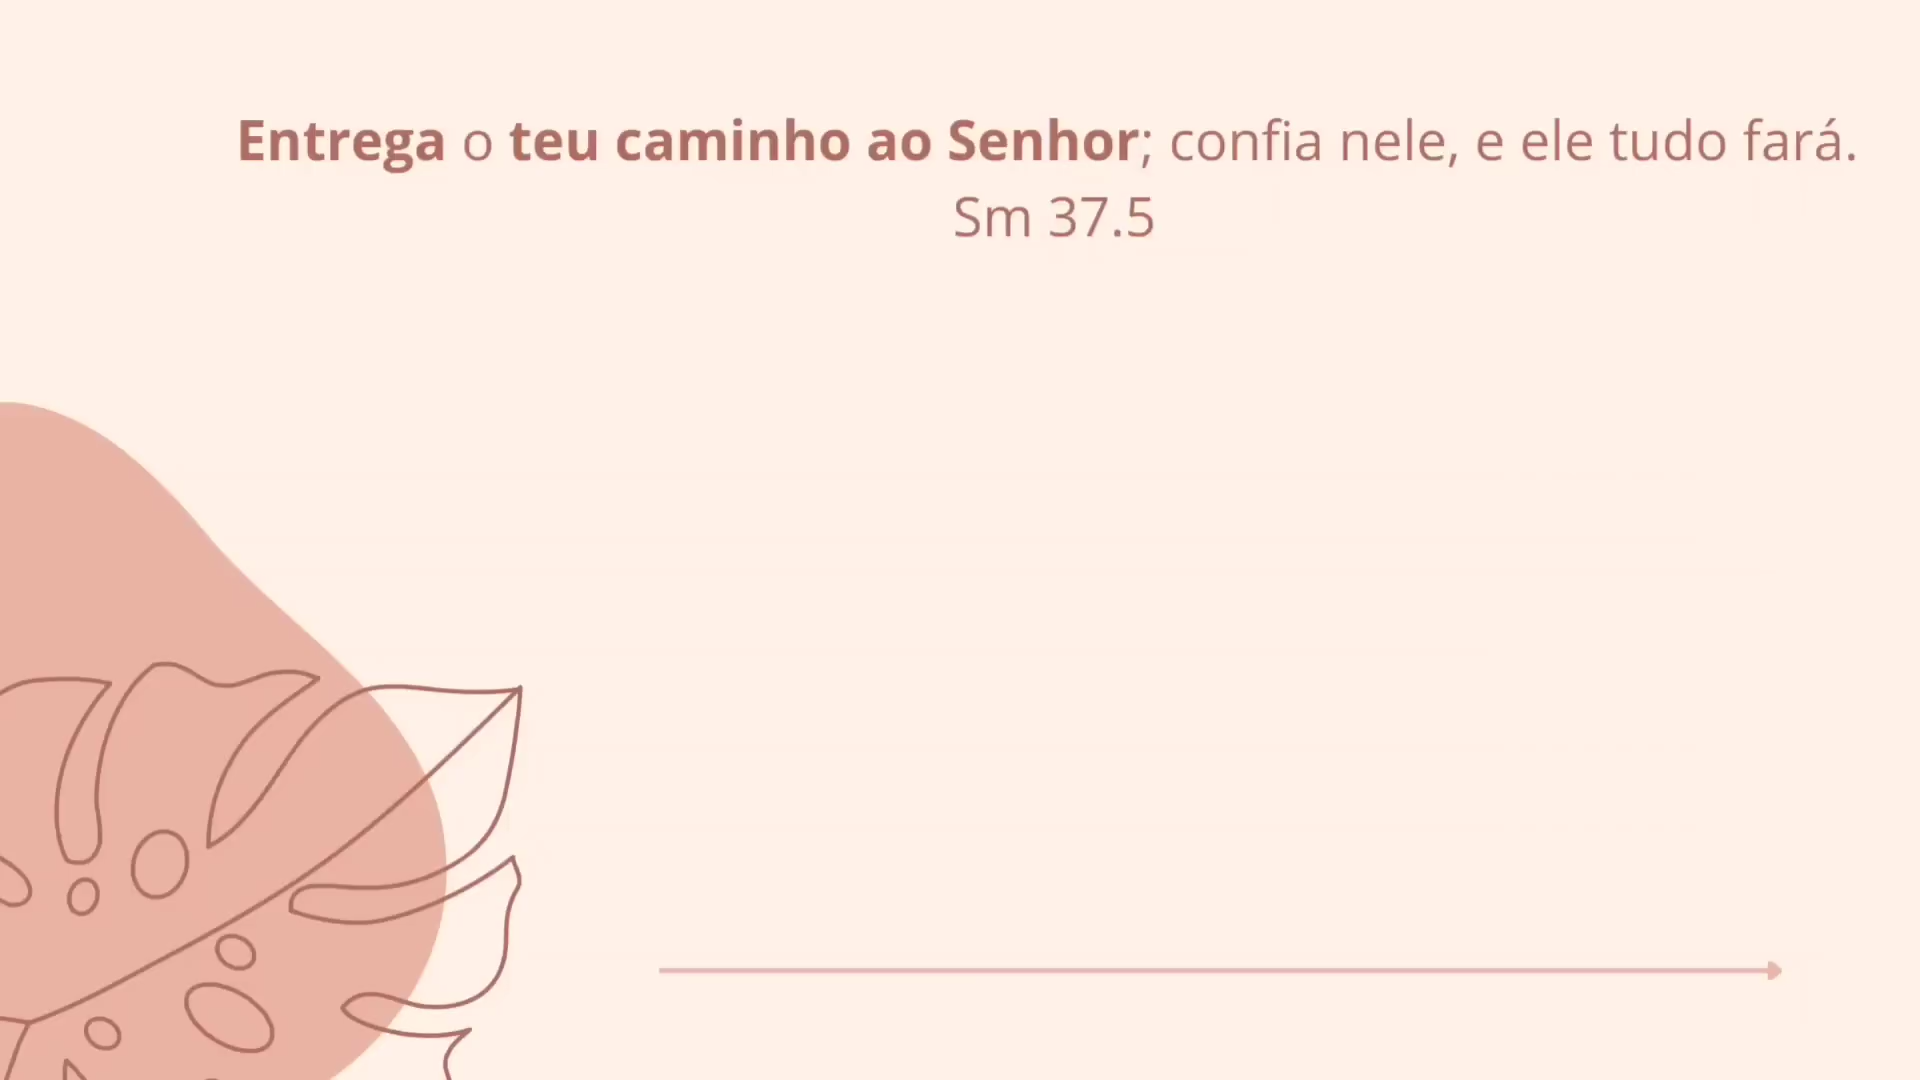 Entrega o teu caminho ao Senhor; confia nele, e ele tudo fará.
Sm 37.5